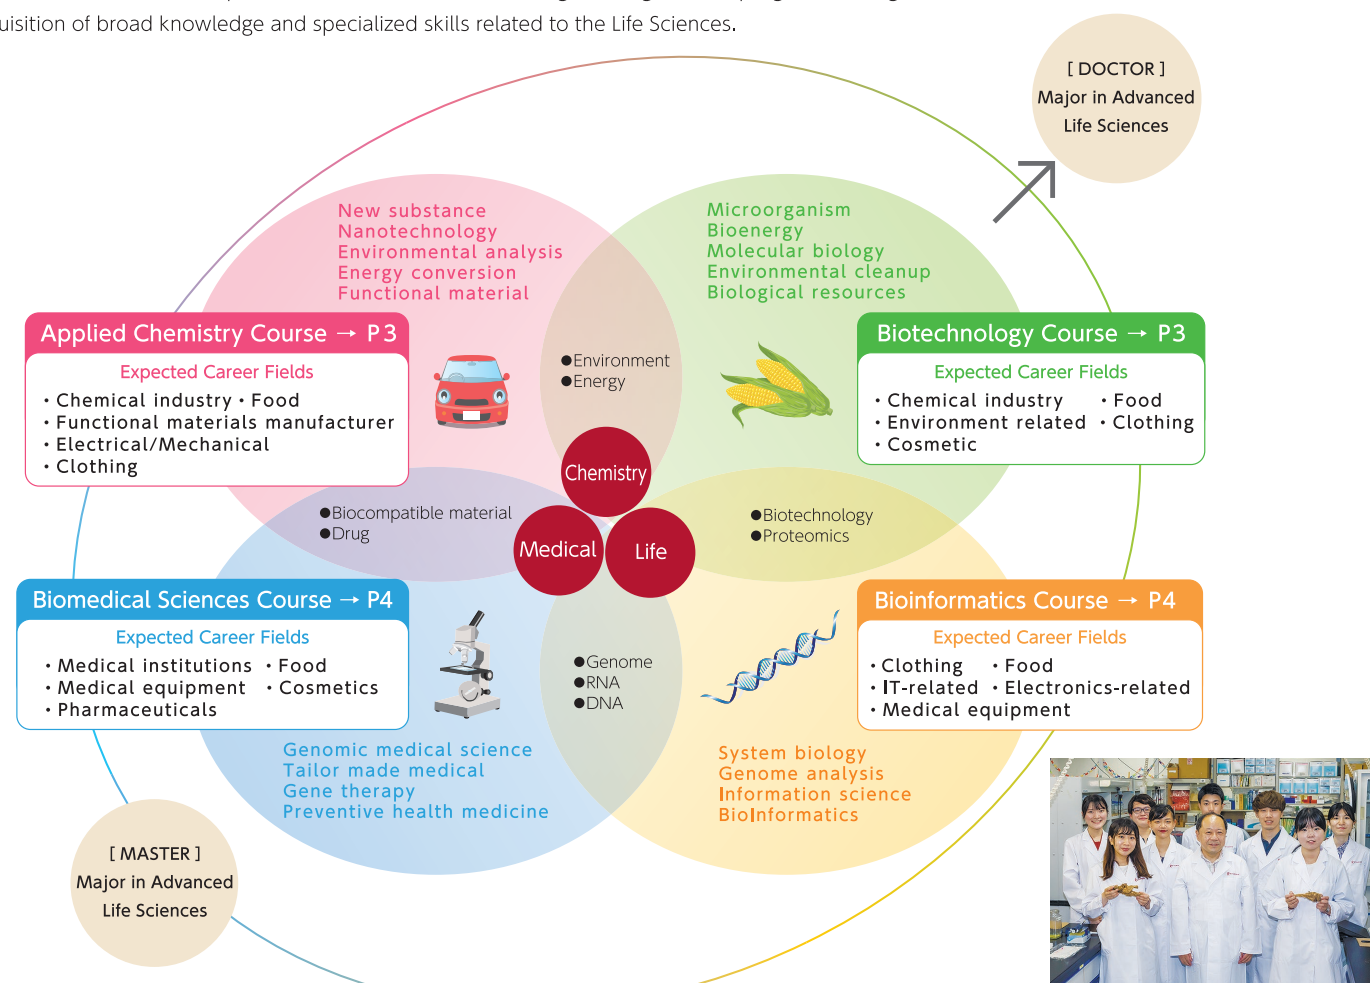 uisition of broad knowledge and specialized skills related to the Life Sciences.
[ DOCTOR ]
Major in Advanced
Life Sciences
New substance
Nanotechnology
Environmental analysis
Energy conversion
Functional material
Microorganism
Bioenergy
Molecular biology
Environmental cleanup
Biological resources
Applied Chemistry Course → P3
Expected Career Fields
・Chemical industry ・Food
・Functional materials manufacturer
・Electrical/Mechanical
・Clothing
●Environment
●Energy
Biotechnology Course → P3
Expected Career Fields
・Chemical industry ・Food
・Environment related ・Clothing
・Cosmetic
Chemistry
Medical
Life
●Biocompatible material
●Drug
●Biotechnology
●Proteomics
Biomedical Sciences Course → P4
Expected Career Fields
・Medical institutions ・Food
・Medical equipment ・Cosmetics
・Pharmaceuticals
●Genome
●RNA
●DNA
Bioinformatics Course → P4
Expected Career Fields
・Clothing ・Food
・IT-related ・Electronics-related
・Medical equipment
Genomic medical science
Tailor made medical
Gene therapy
Preventive health medicine
System biology
Genome analysis
Information science
BioInformatics
[ MASTER ]
Major in Advanced
Life Sciences